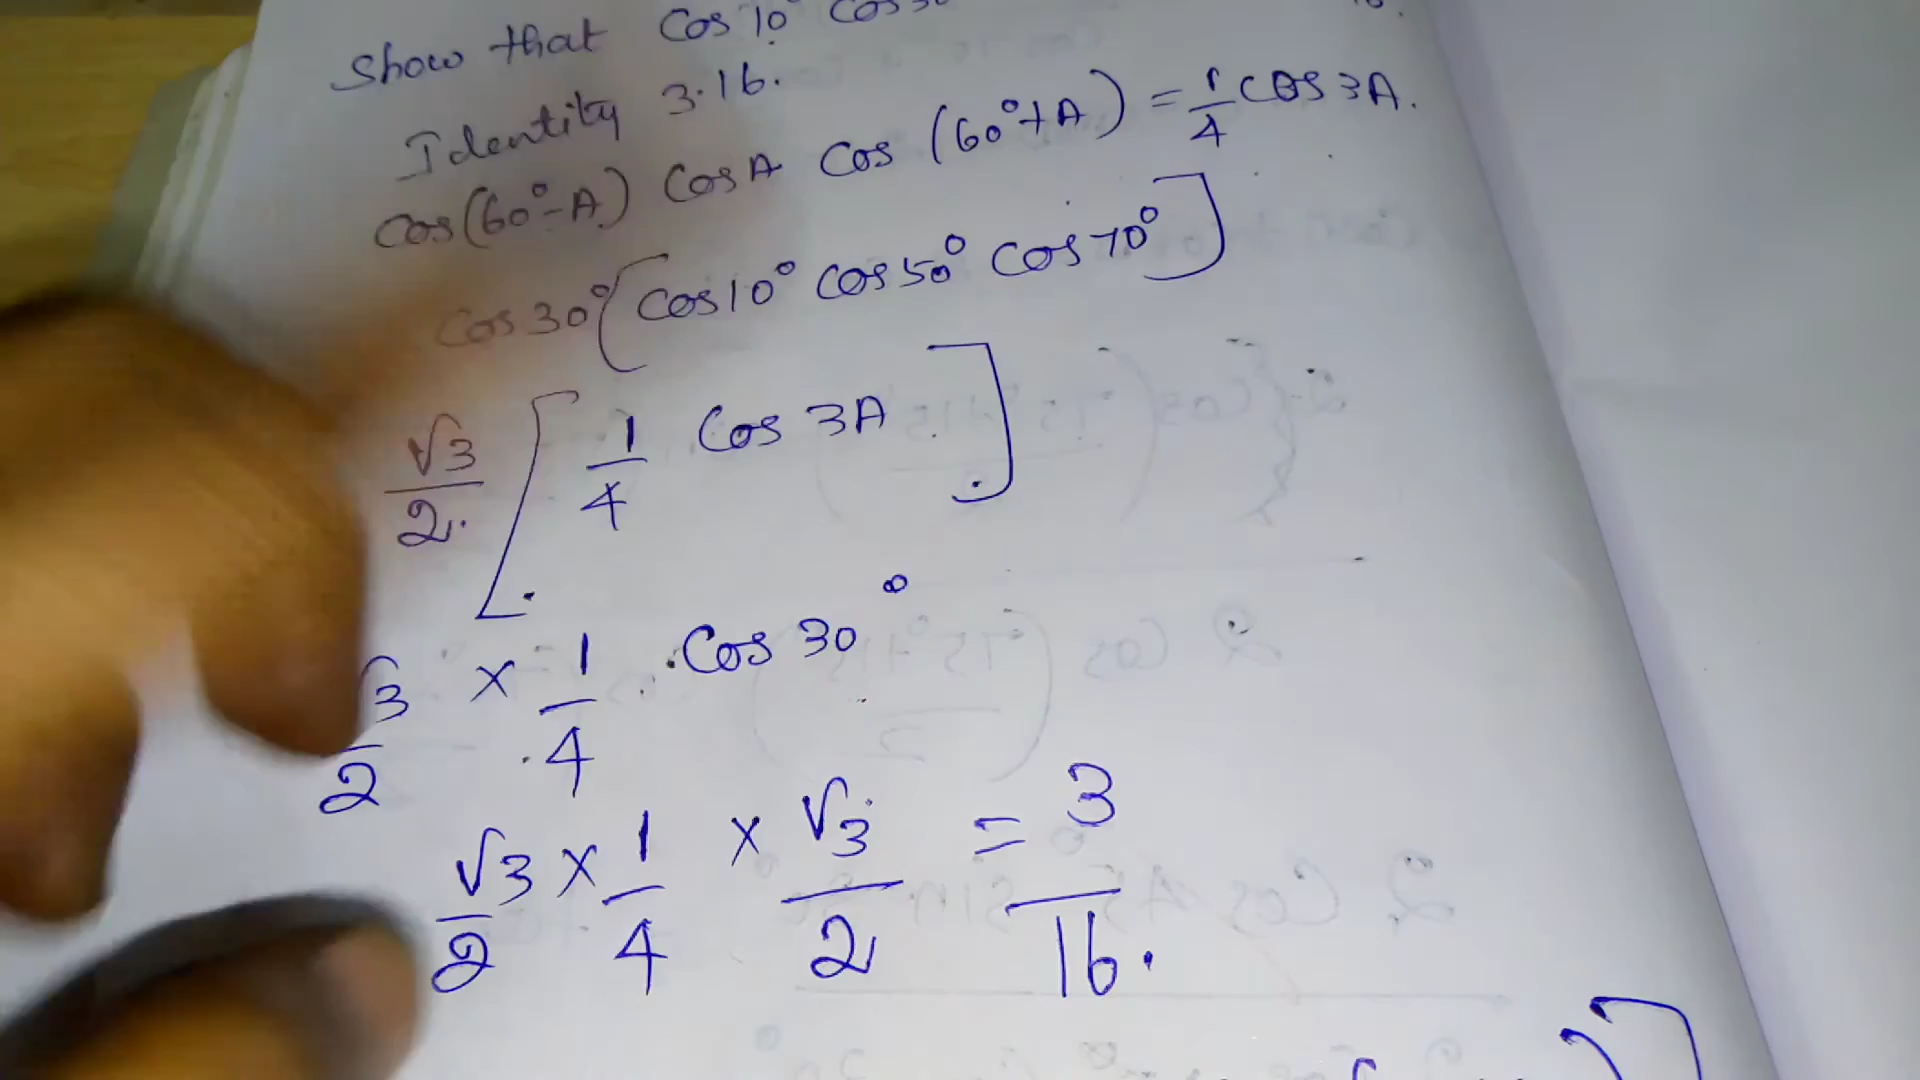 Show that Cos 10°
Identity 3.16.
Cos(60°-A) Cos A Cos (60°+A) = 1/4 Cos 3A.
Cos 30° [Cos 10° Cos 50° Cos 70°]
√3/2 [1/4 Cos 3A]
√3/2 × 1/4 . Cos 30°
√3/2 × 1/4 × √3/2 = 3/16.